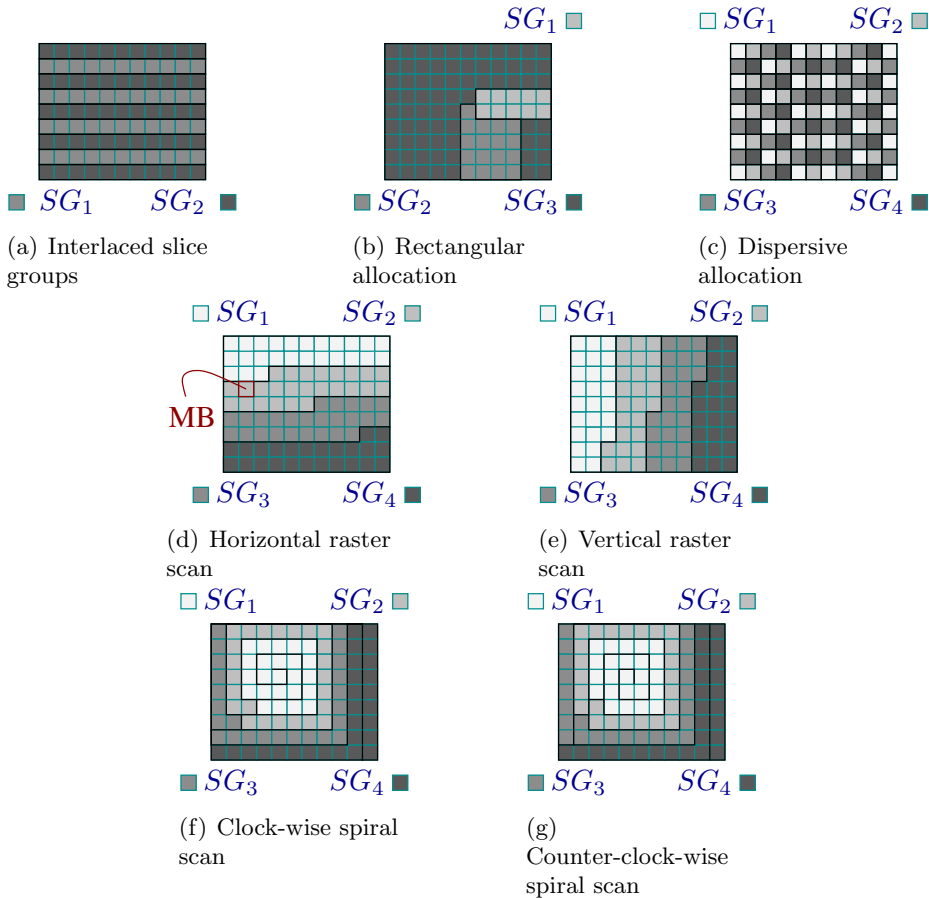 SG₁ SG₁ SG₂
SG₁ SG₂ SG₂ SG₃ SG₃ SG₄
(a) Interlaced slice
groups
(b) Rectangular
allocation
(c) Dispersive
allocation
SG₁ SG₂ SG₁ SG₂
MB
SG₃ SG₄ SG₃ SG₄
(d) Horizontal raster
scan
(e) Vertical raster
scan
SG₁ SG₂ SG₁ SG₂
SG₃ SG₄ SG₃ SG₄
(f) Clock-wise spiral
scan
(g)
Counter-clock-wise
spiral scan